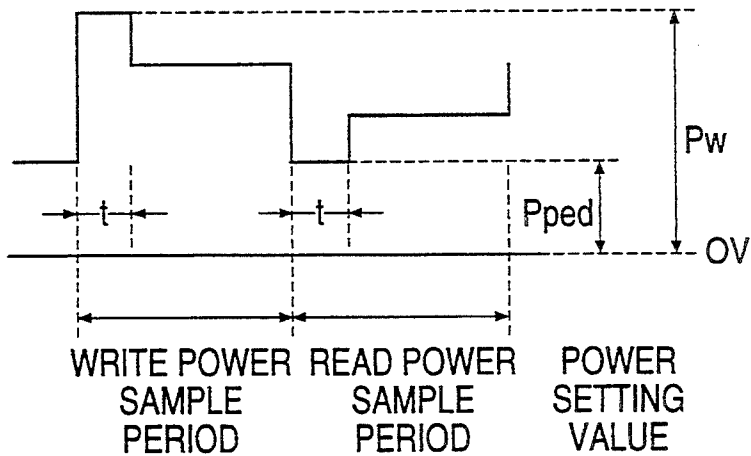 Pw
t
t
Pped
OV
WRITE POWER
SAMPLE
PERIOD
READ POWER
SAMPLE
PERIOD
POWER
SETTING
VALUE